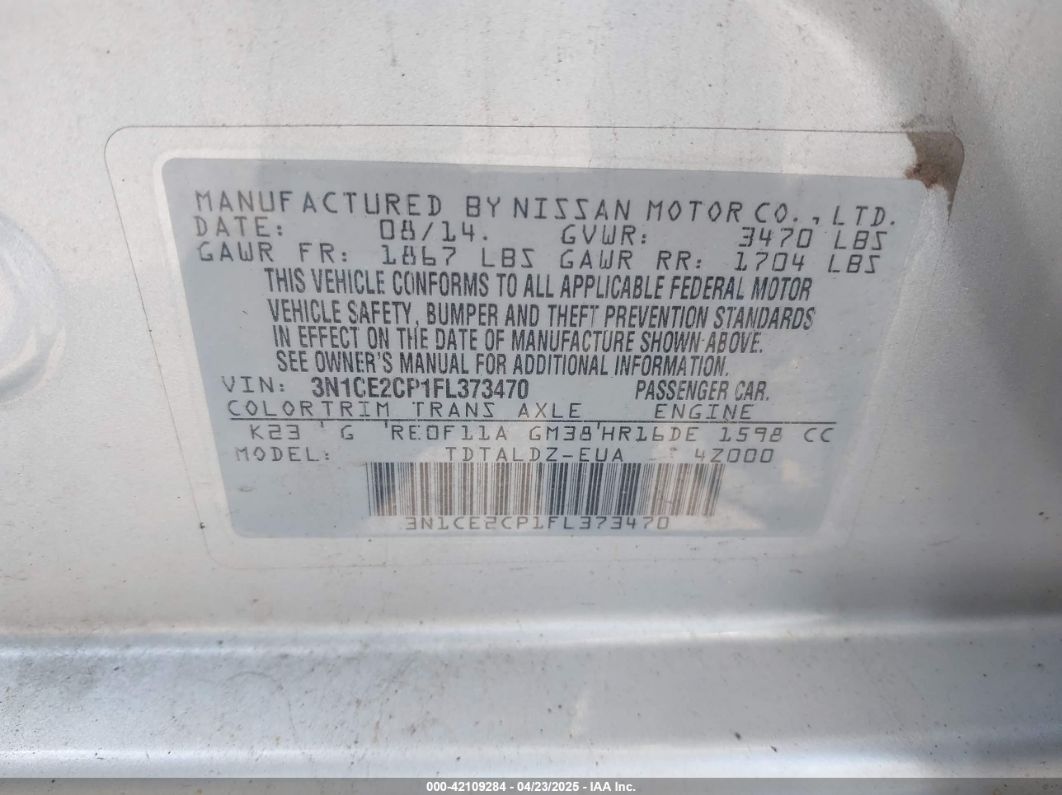 MANUFACTURED BY NISSAN MOTOR CO., LTD.
DATE: 08/14. GVWR: 3470 LBS
GAWR FR: 1867 LBS GAWR RR: 1704 LBS
THIS VEHICLE CONFORMS TO ALL APPLICABLE FEDERAL MOTOR
VEHICLE SAFETY, BUMPER AND THEFT PREVENTION STANDARDS
IN EFFECT ON THE DATE OF MANUFACTURE SHOWN ABOVE.
SEE OWNER'S MANUAL FOR ADDITIONAL INFORMATION.
VIN: 3N1CE2CP1FL373470 PASSENGER CAR.
COLOR TRIM TRANS AXLE ENGINE
K23 G RE0F11A GM38 HR16DE 1598 CC
MODEL: TDTALDZ-EUA - 4Z000
3N1CE2CP1FL373470
000-42109284 - 04/23/2025 - IAA Inc.